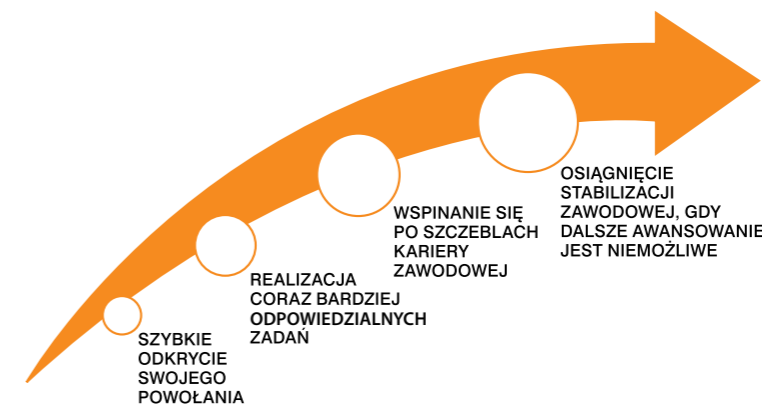 SZYBKIE
ODKRYCIE
SWOJEGO
POWOŁANIA
REALIZACJA
CORAZ BARDZIEJ
ODPOWIEDZIALNYCH
ZADAŃ
WSPINANIE SIĘ
PO SZCZEBLACH
KARIERY
ZAWODOWEJ
OSIĄGNIĘCIE
STABILIZACJI
ZAWODOWEJ, GDY
DALSZE AWANSOWANIE
JEST NIEMOŻLIWE